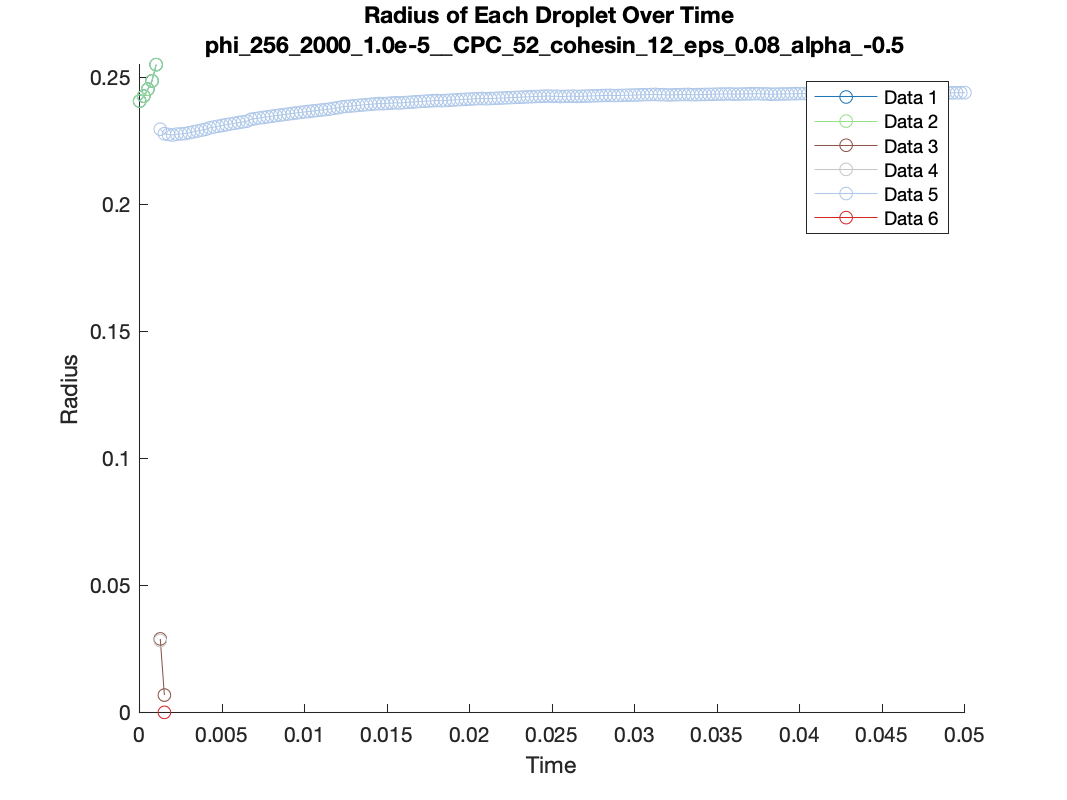 Radius of Each Droplet Over Time
phi_256_2000_1.0e-5__CPC_52_cohesin_12_eps_0.08_alpha_-0.5
0.25
0.2
0.15
0.1
0.05
0
Radius
Data 1
Data 2
Data 3
Data 4
Data 5
Data 6
0 0.005 0.01 0.015 0.02 0.025 0.03 0.035 0.04 0.045 0.05
Time